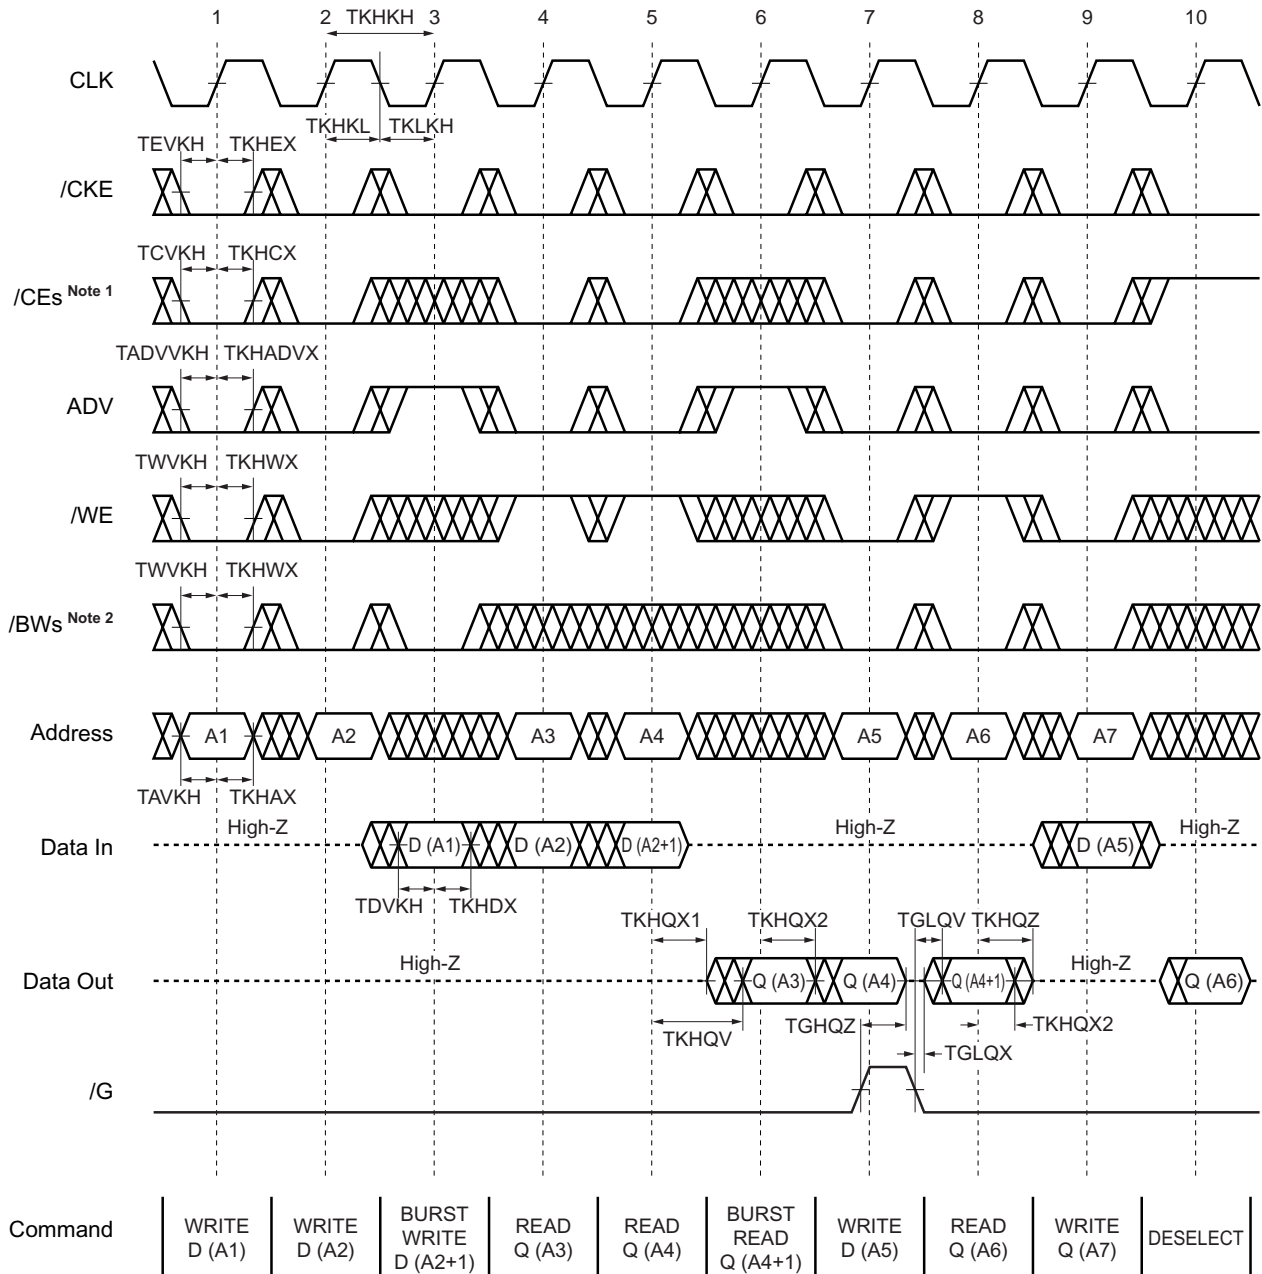 1 2 TKHKH 3 4 5 6 7 8 9 10
CLK
TKHKL TKLKH
TEVKH TKHEX
/CKE
TCVKH TKHCX
/CEs Note 1
TADVVKH TKHADVX
ADV
TWVKH TKHWX
/WE
TWVKH TKHWX
/BWs Note 2
Address A1 A2 A3 A4 A5 A6 A7
TAVKH TKHAX
High-Z High-Z High-Z
Data In D (A1) D (A2) D (A2+1) D (A5)
TDVKH TKHDX
TKHQX1 TKHQX2 TGLQV TKHQZ
High-Z High-Z
Data Out Q (A3) Q (A4) Q (A4+1) Q (A6)
TKHQV TGHQZ TKHQX2
TGLQX
/G
Command
WRITE
D (A1)
WRITE
D (A2)
BURST
WRITE
D (A2+1)
READ
Q (A3)
READ
Q (A4)
BURST
READ
Q (A4+1)
WRITE
D (A5)
READ
Q (A6)
WRITE
Q (A7)
DESELECT